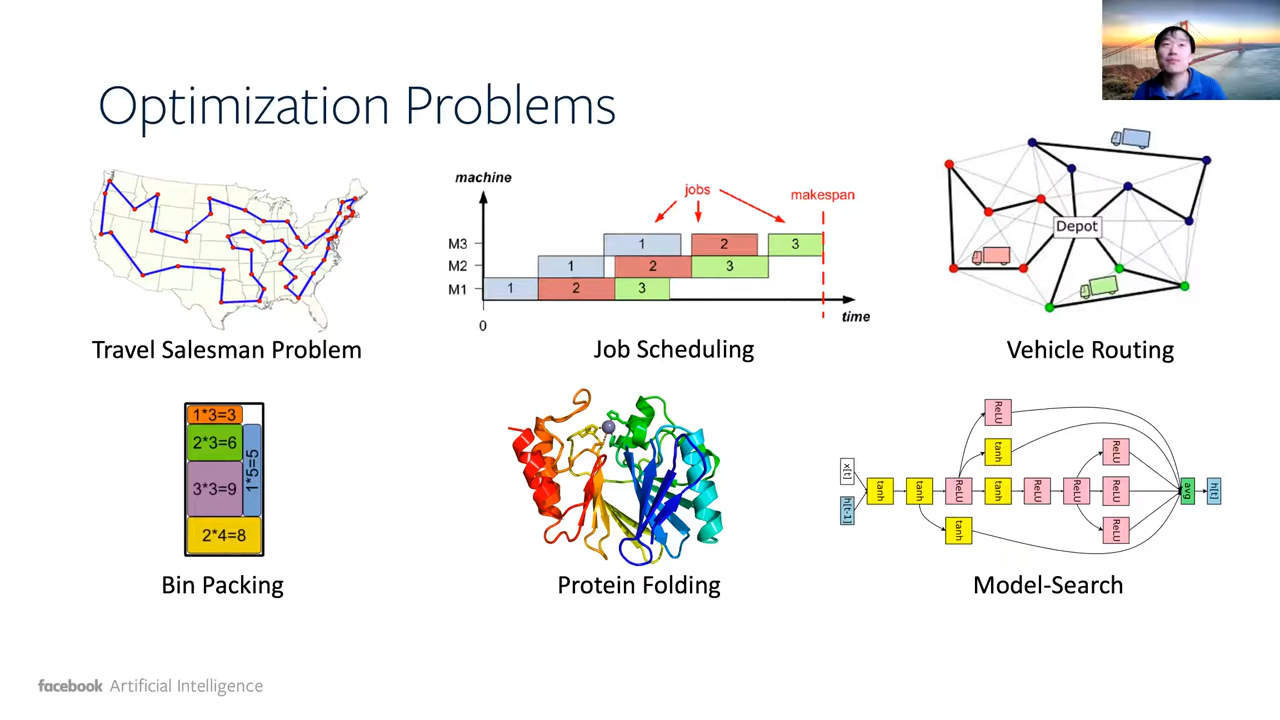 Optimization Problems
machine
jobs
makespan
M3
1
2
3
M2
1
2
3
M1
1
2
3
0
time
Depot
Travel Salesman Problem
Job Scheduling
Vehicle Routing
1*3=3
2*3=6
1*5=5
3*3=9
2*4=8
ReLU
tanh
ReLU
x[t]
h[t-1]
tanh
tanh
ReLU
tanh
ReLU
ReLU
ReLU
avg
h[t]
tanh
ReLU
Bin Packing
Protein Folding
Model-Search
facebook Artificial Intelligence